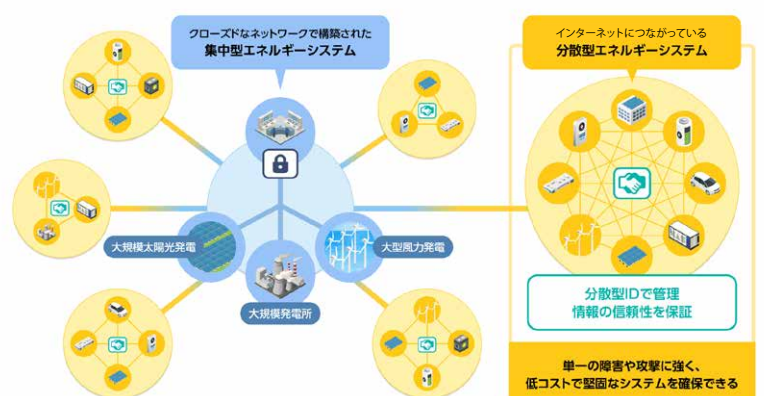 クローズドなネットワークで構築された
集中型エネルギーシステム
インターネットにつながっている
分散型エネルギーシステム
大規模太陽光発電
大型風力発電
大規模発電所
分散型IDで管理
情報の信頼性を保証
単一の障害や攻撃に強く、
低コストで堅固なシステムを確保できる